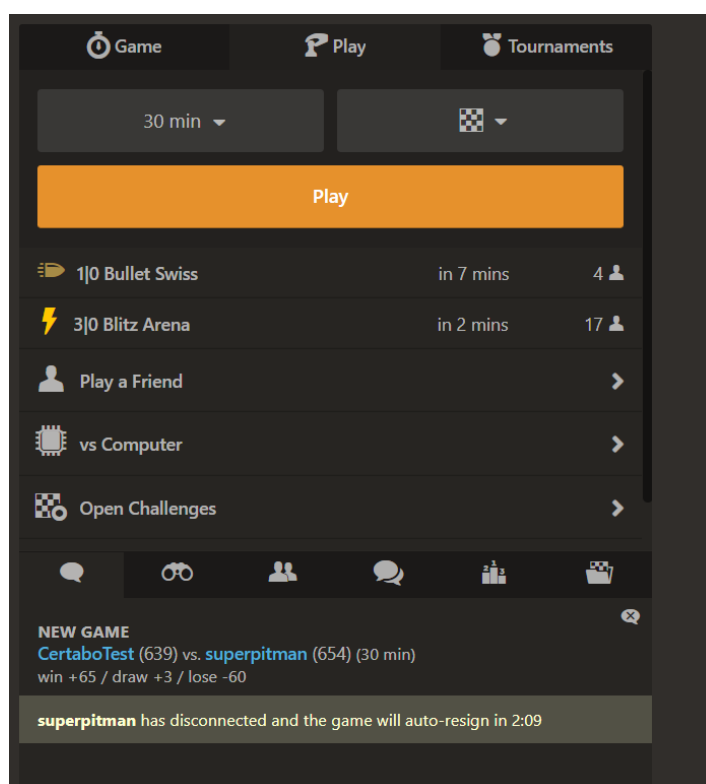 Game Play Tournaments
30 min
Play
1|0 Bullet Swiss in 7 mins 4
3|0 Blitz Arena in 2 mins 17
Play a Friend
vs Computer
Open Challenges
NEW GAME
CertaboTest (639) vs. superpitman (654) (30 min)
win +65 / draw +3 / lose -60
superpitman has disconnected and the game will auto-resign in 2:09